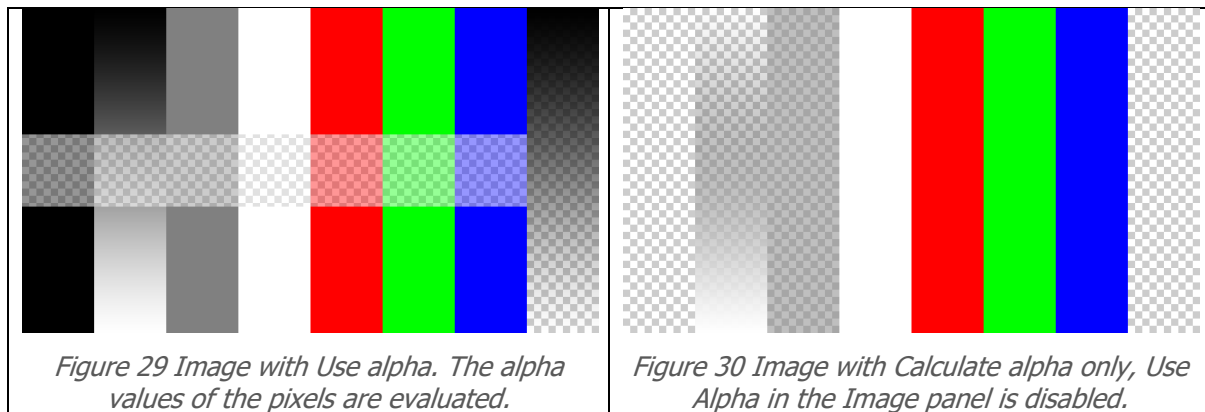 Figure 29 Image with Use alpha. The alpha
values of the pixels are evaluated.
Figure 30 Image with Calculate alpha only, Use
Alpha in the Image panel is disabled.